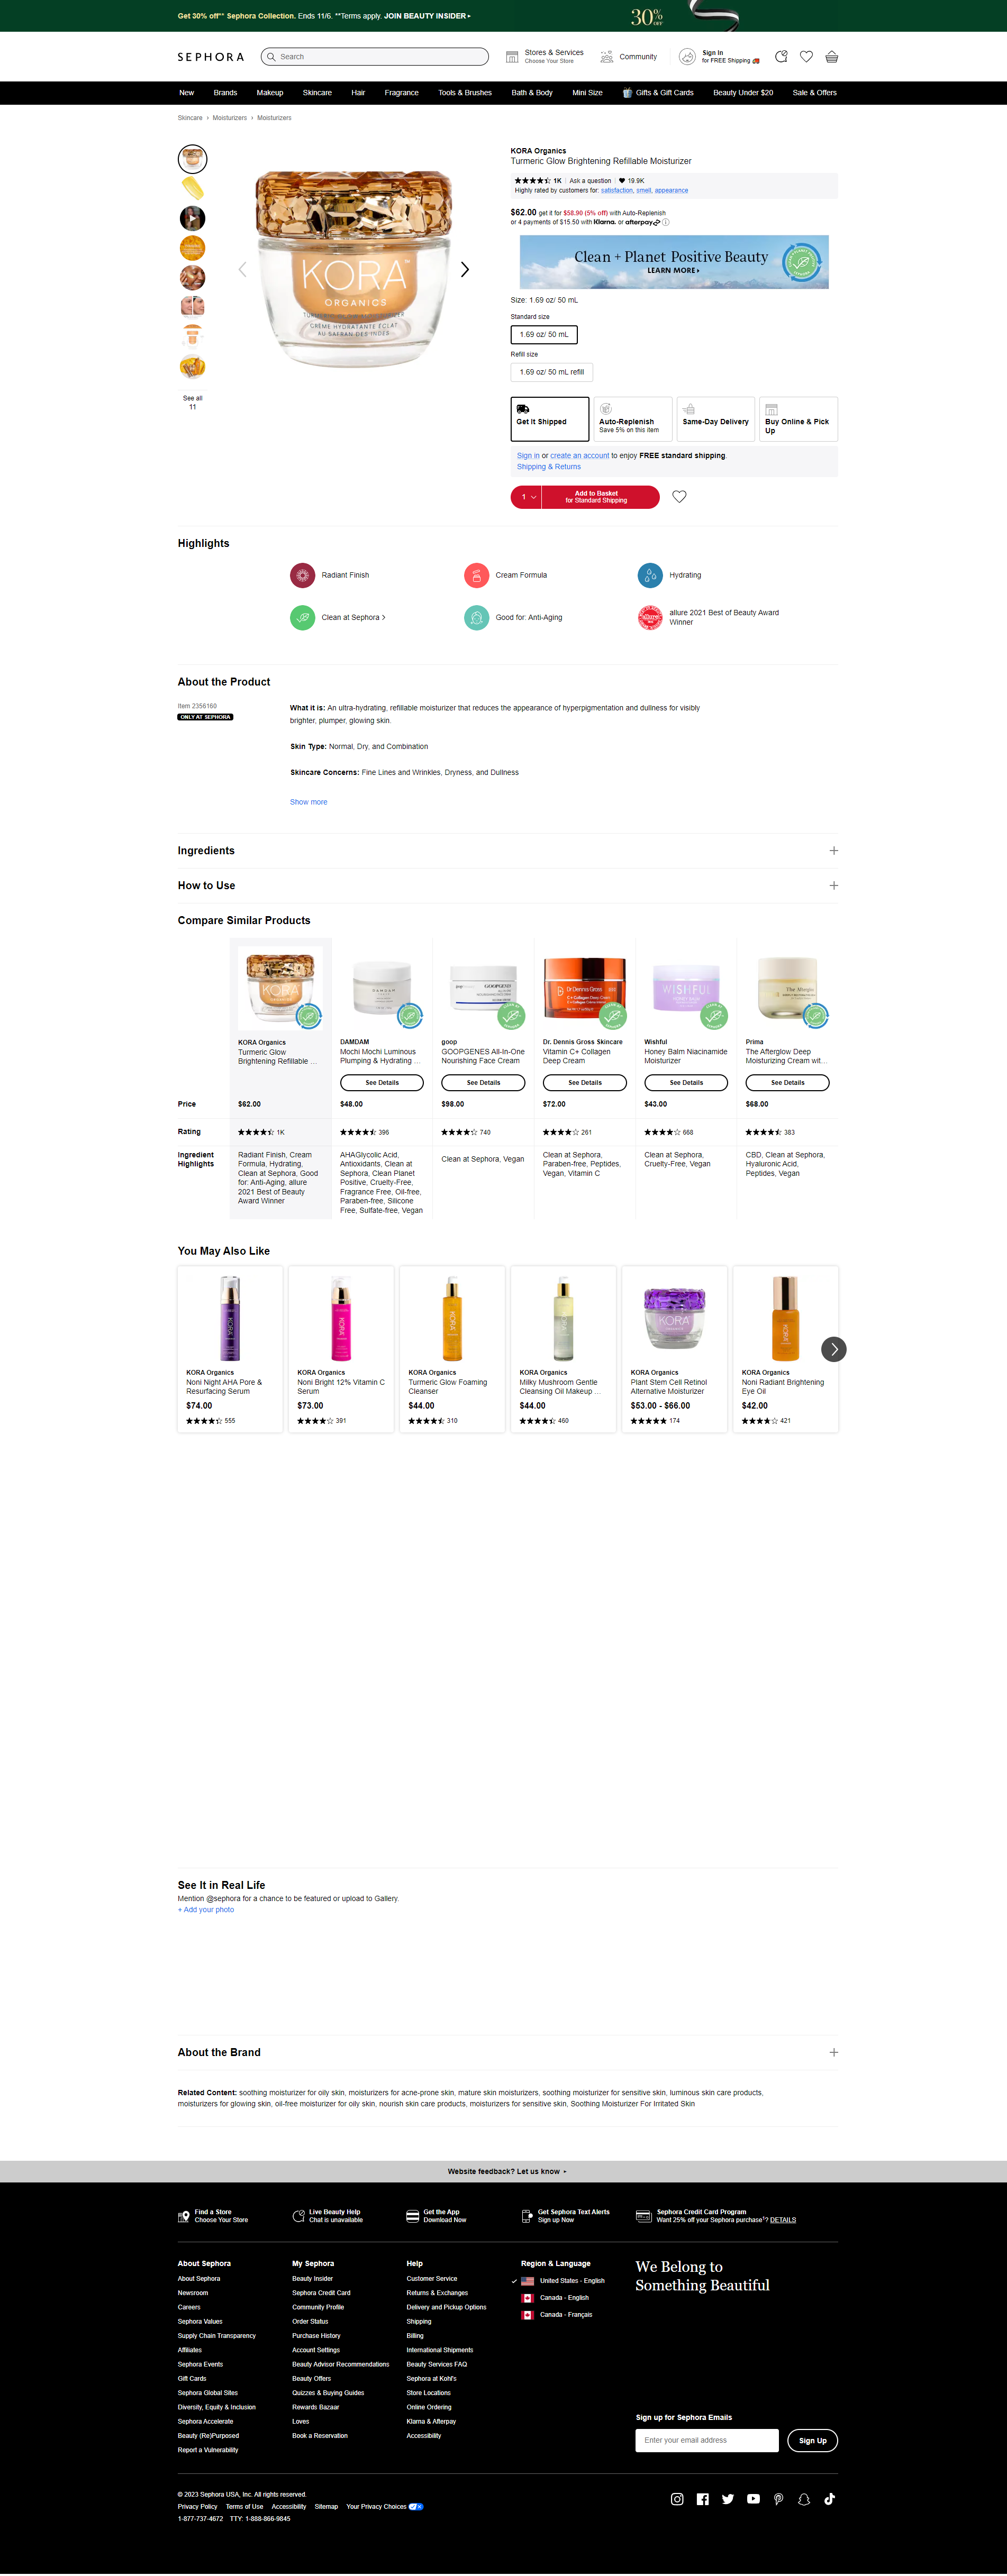 Get 30% off** Sephora Collection. Ends 11/6. **Terms apply. JOIN BEAUTY INSIDER ▸
30% OFF
SEPHORA
Search
Stores & Services
Choose Your Store
Community
Sign In
for FREE Shipping 🚚
New
Brands
Makeup
Skincare
Hair
Fragrance
Tools & Brushes
Bath & Body
Mini Size
Gifts & Gift Cards
Beauty Under $20
Sale & Offers
Skincare › Moisturizers › Moisturizers
KORA
ORGANICS
CRÈME HYDRATANTE ÉCLAT
AU SAFRAN DES INDES
See all
11
KORA Organics
Turmeric Glow Brightening Refillable Moisturizer
1K | Ask a question | 19.9K
Highly rated by customers for: satisfaction, smell, appearance
$62.00 get it for $58.90 (5% off) with Auto-Replenish
or 4 payments of $15.50 with Klarna. or afterpay
Clean + Planet Positive Beauty
LEARN MORE ▸
Size: 1.69 oz/ 50 mL
Standard size
1.69 oz/ 50 mL
Refill size
1.69 oz/ 50 mL refill
Get It Shipped
Auto-Replenish
Save 5% on this item
Same-Day Delivery
Buy Online & Pick
Up
Sign in or create an account to enjoy FREE standard shipping.
Shipping & Returns
1
Add to Basket
for Standard Shipping
Highlights
Radiant Finish
Cream Formula
Hydrating
Clean at Sephora >
Good for: Anti-Aging
allure 2021 Best of Beauty Award
Winner
About the Product
Item 2356160
ONLY AT SEPHORA
What it is: An ultra-hydrating, refillable moisturizer that reduces the appearance of hyperpigmentation and dullness for visibly
brighter, plumper, glowing skin.
Skin Type: Normal, Dry, and Combination
Skincare Concerns: Fine Lines and Wrinkles, Dryness, and Dullness
Show more
Ingredients
How to Use
Compare Similar Products
KORA Organics
Turmeric Glow
Brightening Refillable ...
DAMDAM
Mochi Mochi Luminous
Plumping & Hydrating ...
See Details
goop
GOOPGENES All-In-One
Nourishing Face Cream
See Details
Dr. Dennis Gross Skincare
Vitamin C+ Collagen
Deep Cream
See Details
Wishful
Honey Balm Niacinamide
Moisturizer
See Details
Prima
The Afterglow Deep
Moisturizing Cream wit...
See Details
Price
$62.00
$48.00
$98.00
$72.00
$43.00
$68.00
Rating
1K
396
740
261
668
383
Ingredient
Highlights
Radiant Finish, Cream
Formula, Hydrating,
Clean at Sephora, Good
for: Anti-Aging, allure
2021 Best of Beauty
Award Winner
AHAGlycolic Acid,
Antioxidants, Clean at
Sephora, Clean Planet
Positive, Cruelty-Free,
Fragrance Free, Oil-free,
Paraben-free, Silicone
Free, Sulfate-free, Vegan
Clean at Sephora, Vegan
Clean at Sephora,
Paraben-free, Peptides,
Vegan, Vitamin C
Clean at Sephora,
Cruelty-Free, Vegan
CBD, Clean at Sephora,
Hyaluronic Acid,
Peptides, Vegan
You May Also Like
KORA Organics
Noni Night AHA Pore &
Resurfacing Serum
$74.00
555
KORA Organics
Noni Bright 12% Vitamin C
Serum
$73.00
391
KORA Organics
Turmeric Glow Foaming
Cleanser
$44.00
310
KORA Organics
Milky Mushroom Gentle
Cleansing Oil Makeup ...
$44.00
460
KORA Organics
Plant Stem Cell Retinol
Alternative Moisturizer
$53.00 - $66.00
174
KORA Organics
Noni Radiant Brightening
Eye Oil
$42.00
421
See It in Real Life
Mention @sephora for a chance to be featured or upload to Gallery.
+ Add your photo
About the Brand
Related Content: soothing moisturizer for oily skin, moisturizers for acne-prone skin, mature skin moisturizers, soothing moisturizer for sensitive skin, luminous skin care products,
moisturizers for glowing skin, oil-free moisturizer for oily skin, nourish skin care products, moisturizers for sensitive skin, Soothing Moisturizer For Irritated Skin
Website feedback? Let us know ▸
Find a Store
Choose Your Store
Live Beauty Help
Chat is unavailable
Get the App
Download Now
Get Sephora Text Alerts
Sign up Now
Sephora Credit Card Program
Want 25% off your Sephora purchase¹? DETAILS
About Sephora
About Sephora
Newsroom
Careers
Sephora Values
Supply Chain Transparency
Affiliates
Sephora Events
Gift Cards
Sephora Global Sites
Diversity, Equity & Inclusion
Sephora Accelerate
Beauty (Re)Purposed
Report a Vulnerability
My Sephora
Beauty Insider
Sephora Credit Card
Community Profile
Order Status
Purchase History
Account Settings
Beauty Advisor Recommendations
Beauty Offers
Quizzes & Buying Guides
Rewards Bazaar
Loves
Book a Reservation
Help
Customer Service
Returns & Exchanges
Delivery and Pickup Options
Shipping
Billing
International Shipments
Beauty Services FAQ
Sephora at Kohl's
Store Locations
Online Ordering
Klarna & Afterpay
Accessibility
Region & Language
United States - English
Canada - English
Canada - Français
We Belong to
Something Beautiful
Sign up for Sephora Emails
Enter your email address
Sign Up
© 2023 Sephora USA, Inc. All rights reserved.
Privacy Policy
Terms of Use
Accessibility
Sitemap
Your Privacy Choices
1-877-737-4672
TTY: 1-888-866-9845